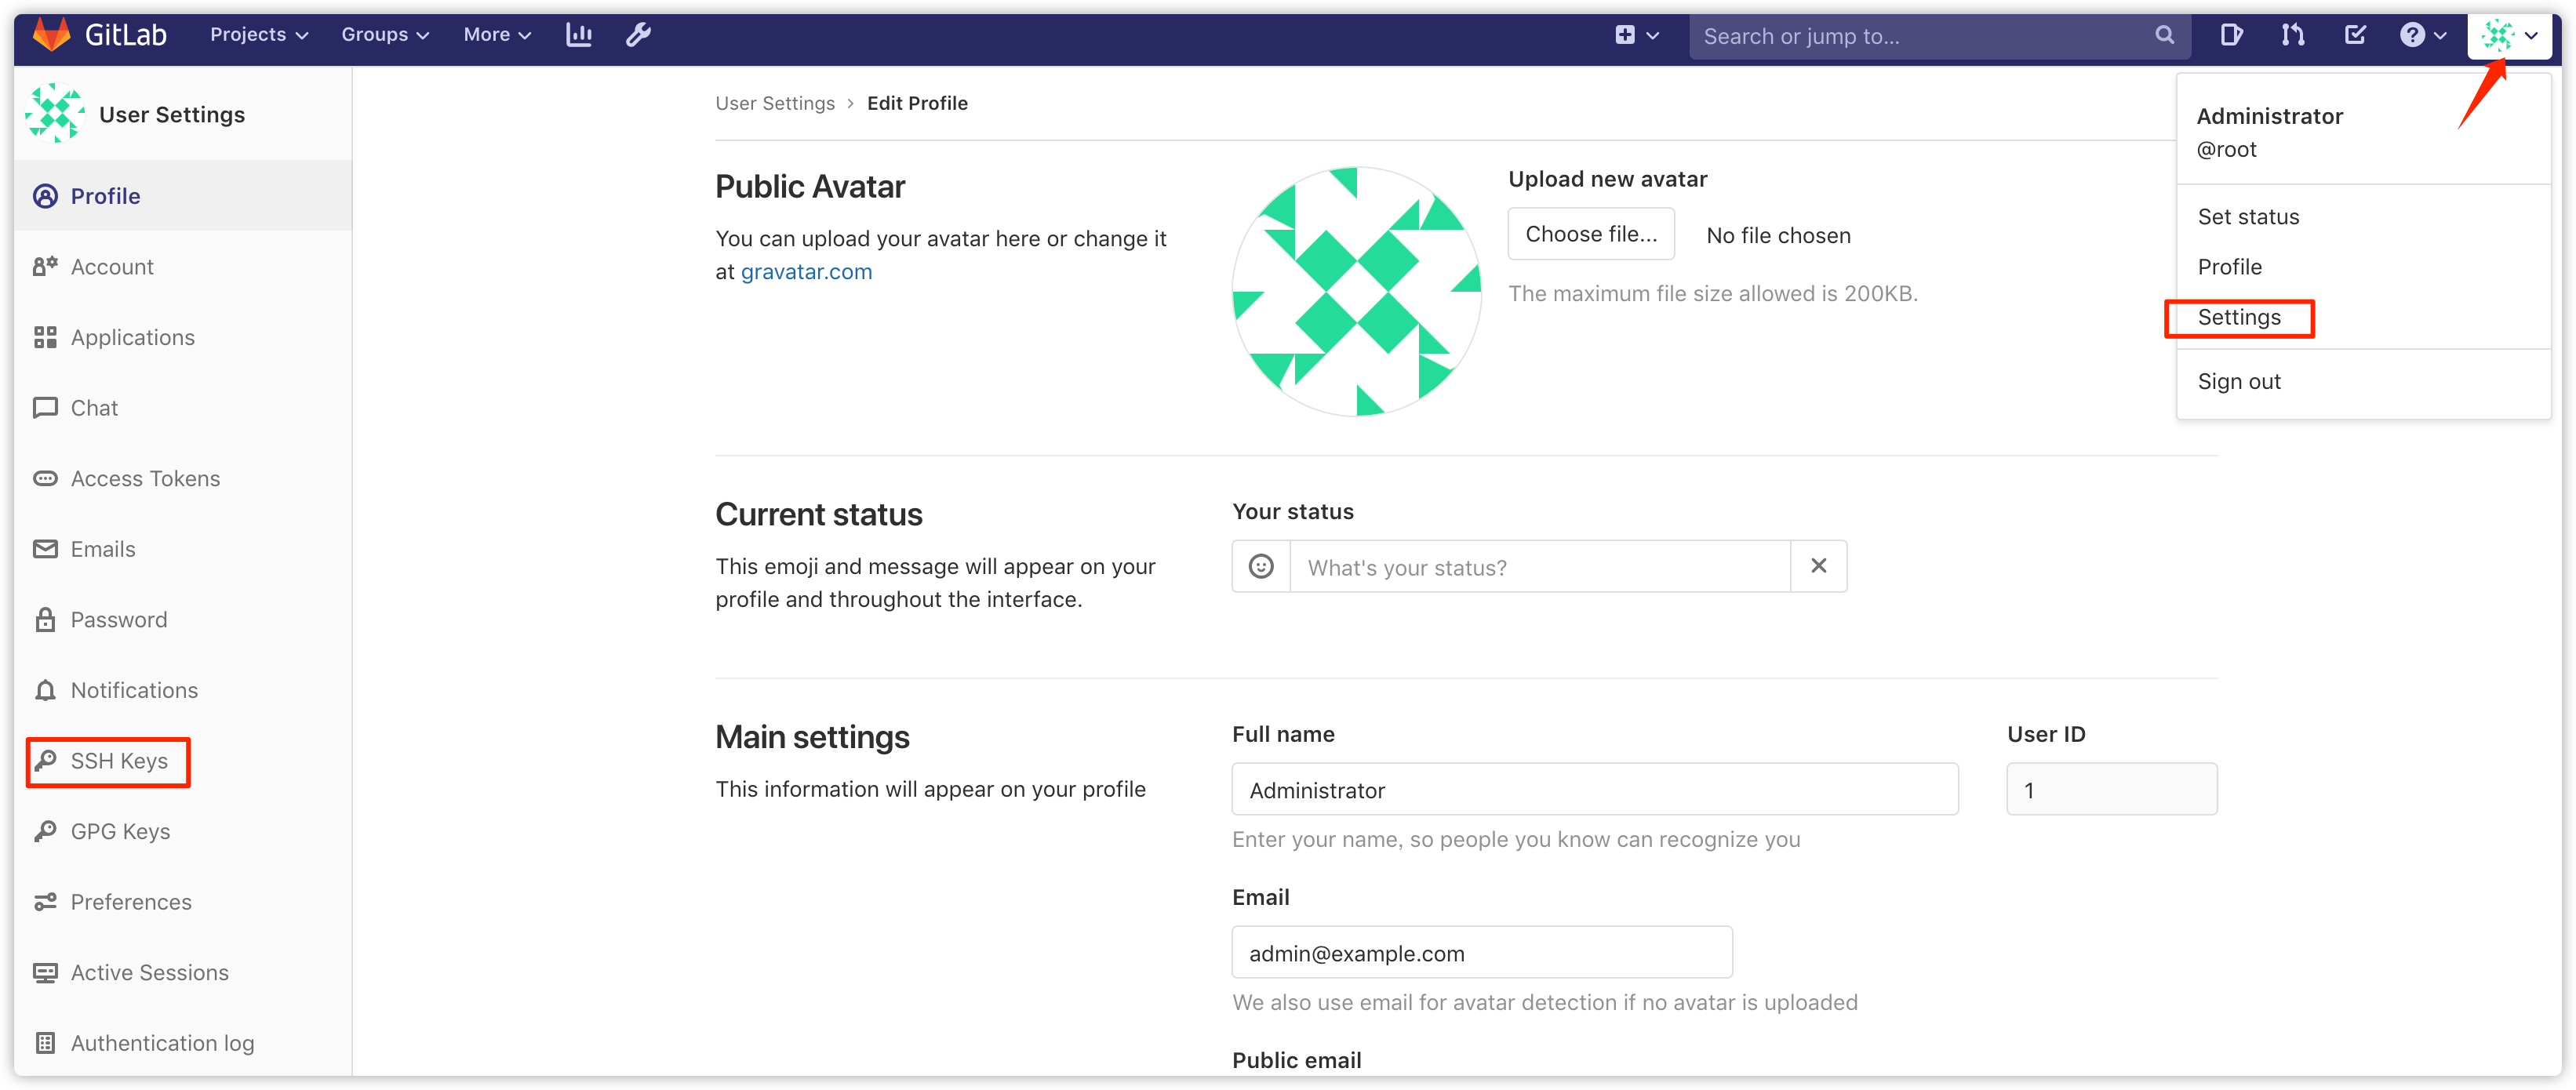 GitLab
Projects
Groups
More
Search or jump to...
User Settings
Profile
Account
Applications
Chat
Access Tokens
Emails
Password
Notifications
SSH Keys
GPG Keys
Preferences
Active Sessions
Authentication log
User Settings › Edit Profile
Public Avatar
You can upload your avatar here or change it
at gravatar.com
Upload new avatar
Choose file...
No file chosen
The maximum file size allowed is 200KB.
Administrator
@root
Set status
Profile
Settings
Sign out
Current status
This emoji and message will appear on your
profile and throughout the interface.
Your status
What's your status?
Main settings
This information will appear on your profile
Full name
Administrator
Enter your name, so people you know can recognize you
User ID
1
Email
admin@example.com
We also use email for avatar detection if no avatar is uploaded
Public email